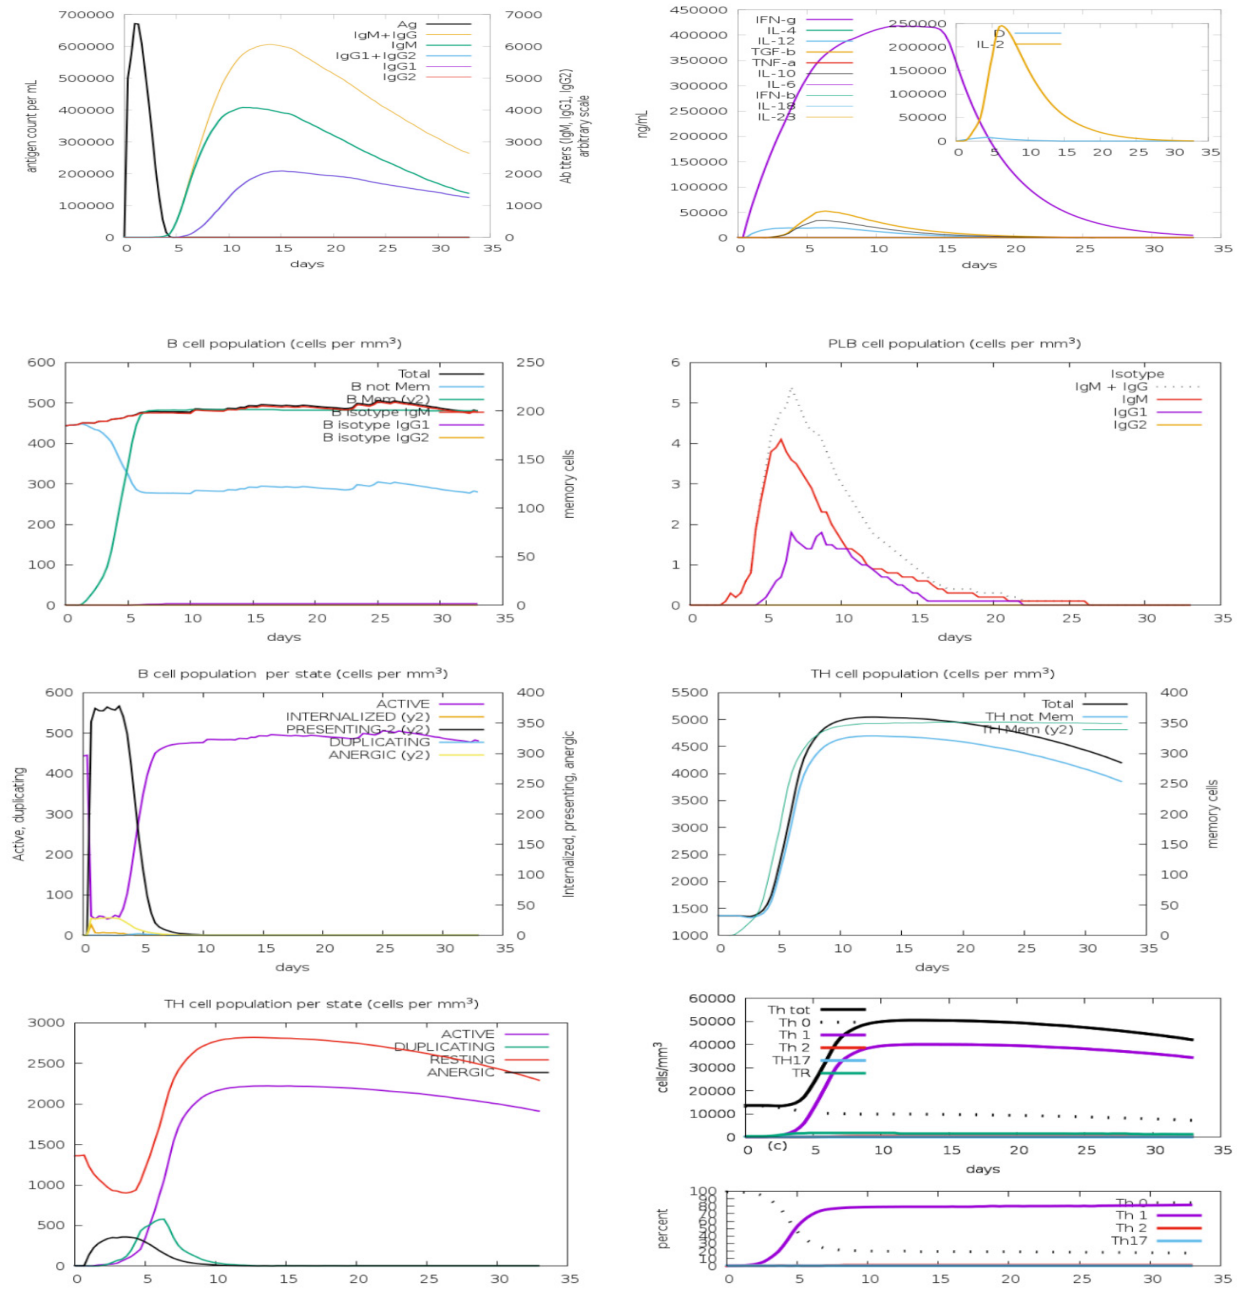 700000
600000
500000
400000
300000
200000
100000
0
7000
6000
5000
4000
3000
2000
1000
0
Ag
IgM+IgG
IgM
IgG1+IgG2
IgG1
IgG2
antigen count per mL
Ab titers (IgM, IgG1, IgG2)
arbitrary scale
0 5 10 15 20 25 30 35
days
450000
400000
350000
300000
250000
200000
150000
100000
50000
0
ng/mL
IFN-g
IL-4
IL-12
TGF-b
TNF-a
IL-10
IL-6
IFN-b
IL-18
IL-23
250000
200000
150000
100000
50000
0
D
IL-2
0 5 10 15 20 25 30 35
0 5 10 15 20 25 30 35
days
B cell population (cells per mm³)
600
500
400
300
200
100
0
250
200
150
100
50
0
Total
B not Mem
B Mem (y2)
B isotype IgM
B isotype IgG1
B isotype IgG2
memory cells
0 5 10 15 20 25 30 35
days
PLB cell population (cells per mm³)
6
5
4
3
2
1
0
Isotype
IgM + IgG
IgM
IgG1
IgG2
0 5 10 15 20 25 30 35
days
B cell population per state (cells per mm³)
600
500
400
300
200
100
0
400
350
300
250
200
150
100
50
0
ACTIVE
INTERNALIZED (y2)
PRESENTING 2 (y2)
DUPLICATING
ANERGIC (y2)
Active, duplicating
Internalized, presenting, anergic
0 5 10 15 20 25 30 35
days
TH cell population (cells per mm³)
5500
5000
4500
4000
3500
3000
2500
2000
1500
1000
400
350
300
250
200
150
100
50
0
Total
TH not Mem
TH Mem (y2)
memory cells
0 5 10 15 20 25 30 35
days
TH cell population per state (cells per mm³)
3000
2500
2000
1500
1000
500
0
ACTIVE
DUPLICATING
RESTING
ANERGIC
0 5 10 15 20 25 30 35
days
60000
50000
40000
30000
20000
10000
0
cells/mm³
Th tot
Th 0
Th 1
Th 2
TH17
TR
(c)
0 5 10 15 20 25 30 35
days
100
90
80
70
60
50
40
30
20
10
0
percent
Th 0
Th 1
Th 2
Th17
0 5 10 15 20 25 30 35